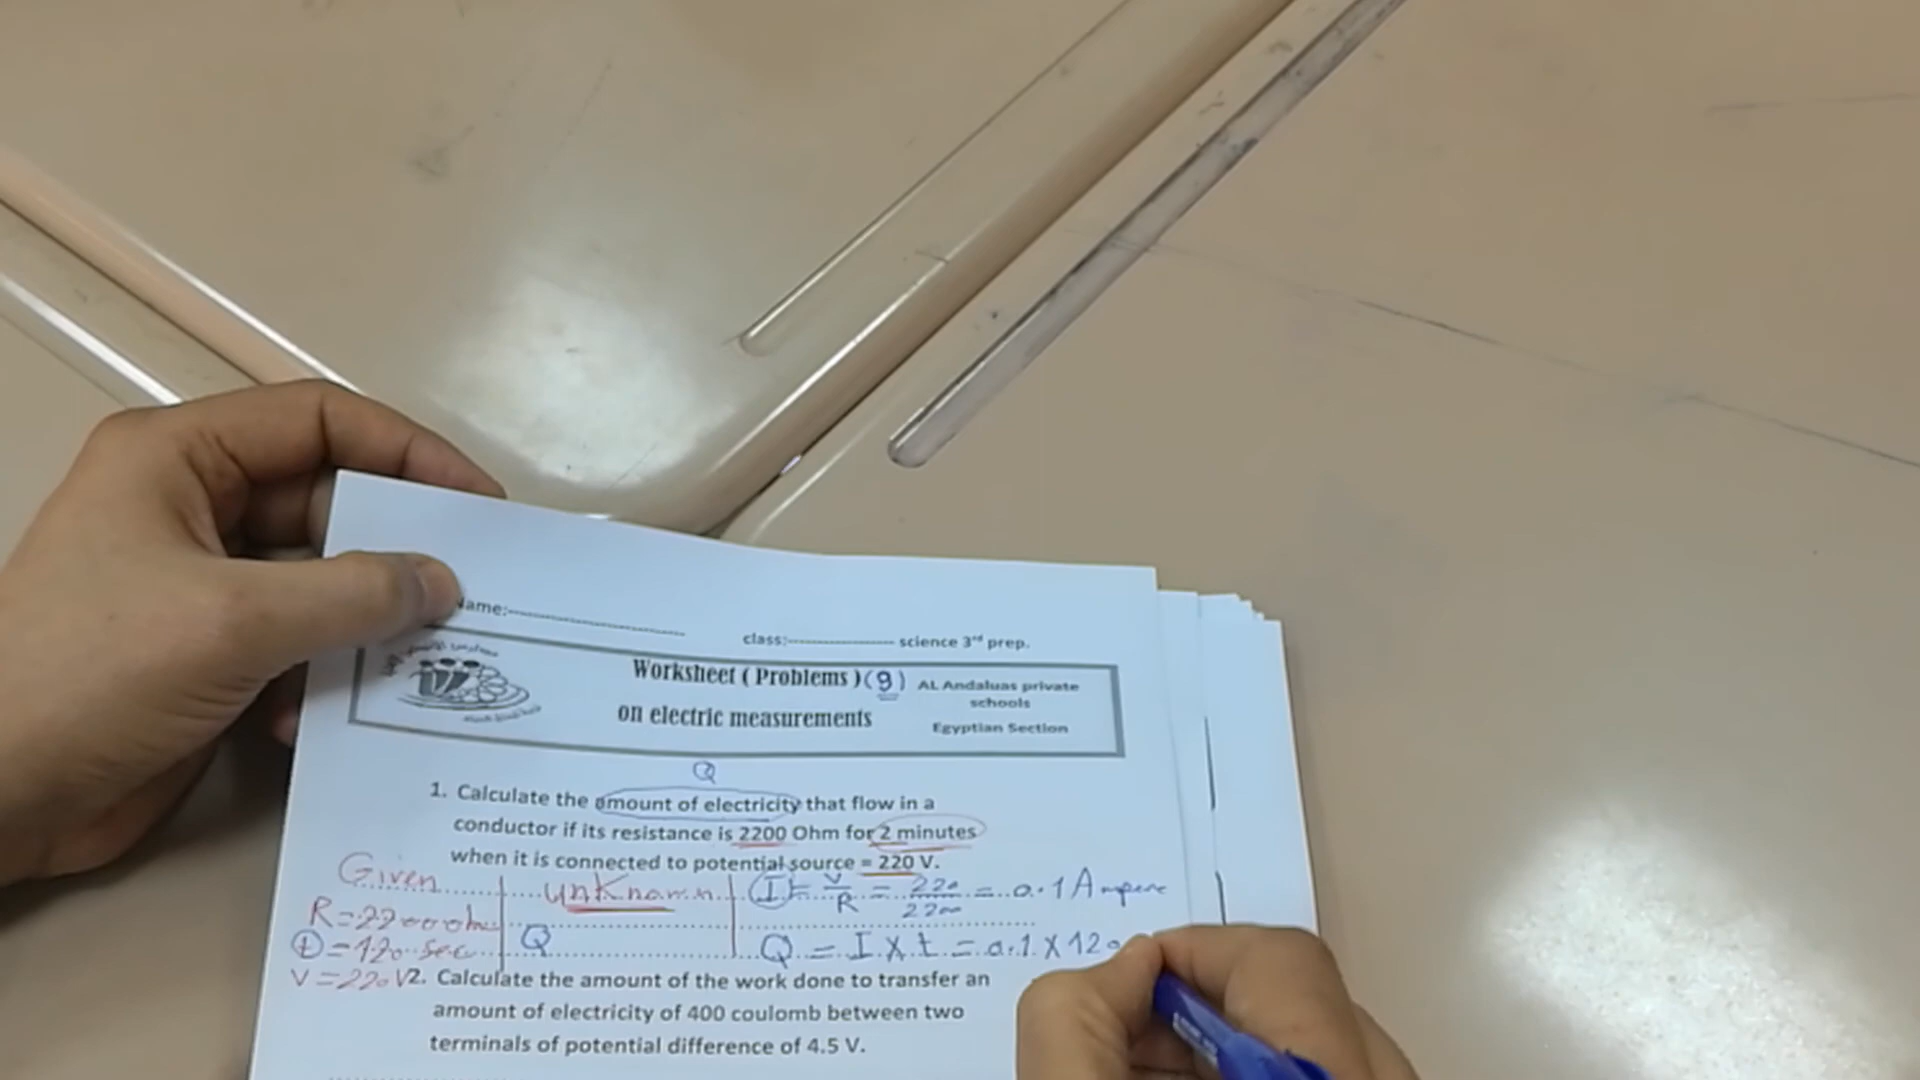 Name:
class: science 3rd prep.
Worksheet ( Problems ) (9)
on electric measurements
AL Andaluas private
schools
Egyptian Section
Q
1. Calculate the amount of electricity that flow in a
conductor if its resistance is 2200 Ohm for 2 minutes
when it is connected to potential source = 220 V.
Given
R = 2200 ohm
t = 120 sec
V = 220 V
unknown
Q
I = V/R = 220/2200 = 0.1 Ampere
Q = I X t = 0.1 X 120
2. Calculate the amount of the work done to transfer an
amount of electricity of 400 coulomb between two
terminals of potential difference of 4.5 V.